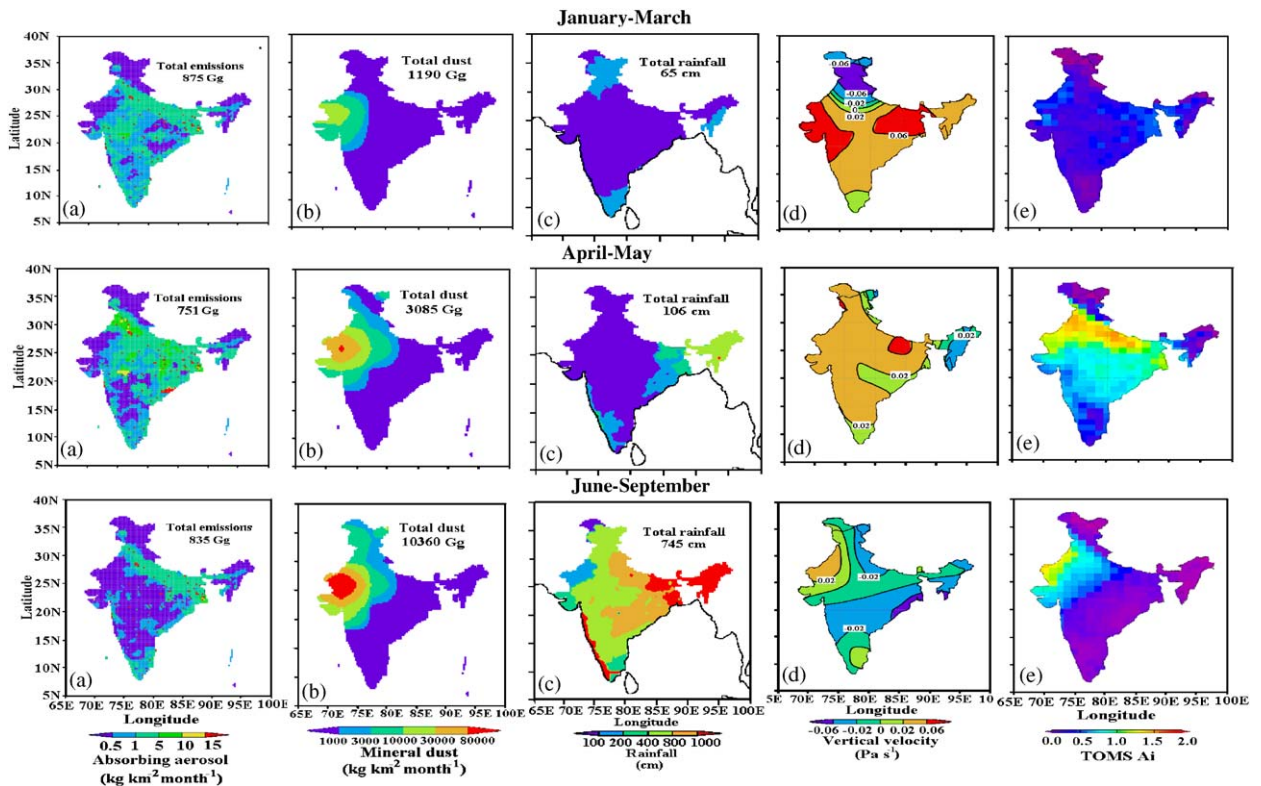 January-March
40N
35N
30N
25N
20N
15N
10N
5N
Latitude
Total emissions
875 Gg
(a)
Total dust
1190 Gg
(b)
Total rainfall
65 cm
(c)
-0.06
-0.06
-0.02
0
0.02
0.06
(d)
(e)
April-May
40N
35N
30N
25N
20N
15N
10N
5N
Latitude
Total emissions
751 Gg
(a)
Total dust
3085 Gg
(b)
Total rainfall
106 cm
(c)
0.02
0.02
0.02
(d)
(e)
June-September
40N
35N
30N
25N
20N
15N
10N
5N
Latitude
Total emissions
835 Gg
(a)
Total dust
10360 Gg
(b)
Total rainfall
745 cm
(c)
0.02
-0.02
-0.02
(d)
(e)
65E 70E 75E 80E 85E 90E 95E 100E
Longitude
0.5 1 5 10 15
Absorbing aerosol
(kg km-2 month-1)
65E 70E 75E 80E 85E 90E 95E 100E
Longitude
1000 3000 10000 30000 80000
Mineral dust
(kg km-2 month-1)
65E 70E 75E 80E 85E 90E 95E 100E
Longitude
100 200 400 800 1000
Rainfall
(cm)
5E 70E 75E 80E 85E 90E 95E 10
Longitude
-0.06 -0.02 0 0.02 0.06
Vertical velocity
(Pa s-1)
65E 70E 75E 80E 85E 90E 95E 100E
Longitude
0.0 0.5 1.0 1.5 2.0
TOMS Ai